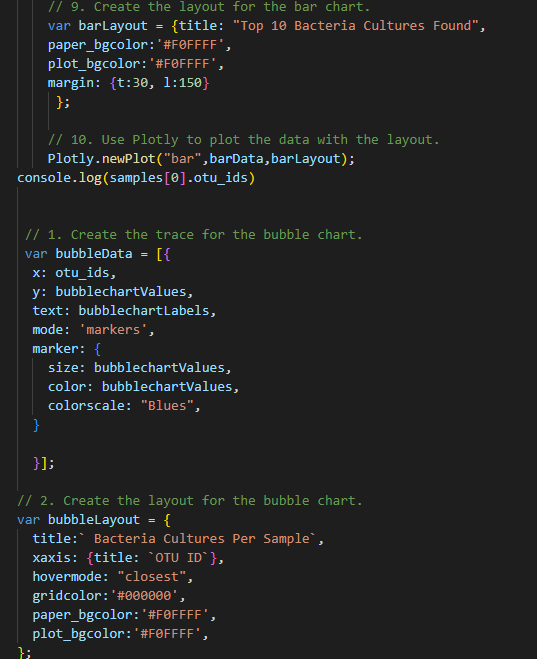 // 9. Create the layout for the bar chart.
var barLayout = {title: "Top 10 Bacteria Cultures Found",
paper_bgcolor:'#F0FFFF',
plot_bgcolor:'#F0FFFF',
margin: {t:30, l:150}
};
// 10. Use Plotly to plot the data with the layout.
Plotly.newPlot("bar",barData,barLayout);
console.log(samples[0].otu_ids)
// 1. Create the trace for the bubble chart.
var bubbleData = [{
x: otu_ids,
y: bubblechartValues,
text: bubblechartLabels,
mode: 'markers',
marker: {
size: bubblechartValues,
color: bubblechartValues,
colorscale: "Blues",
}
}];
// 2. Create the layout for the bubble chart.
var bubbleLayout = {
title:` Bacteria Cultures Per Sample`,
xaxis: {title: `OTU ID`},
hovermode: "closest",
gridcolor:'#000000',
paper_bgcolor:'#F0FFFF',
plot_bgcolor:'#F0FFFF',
};